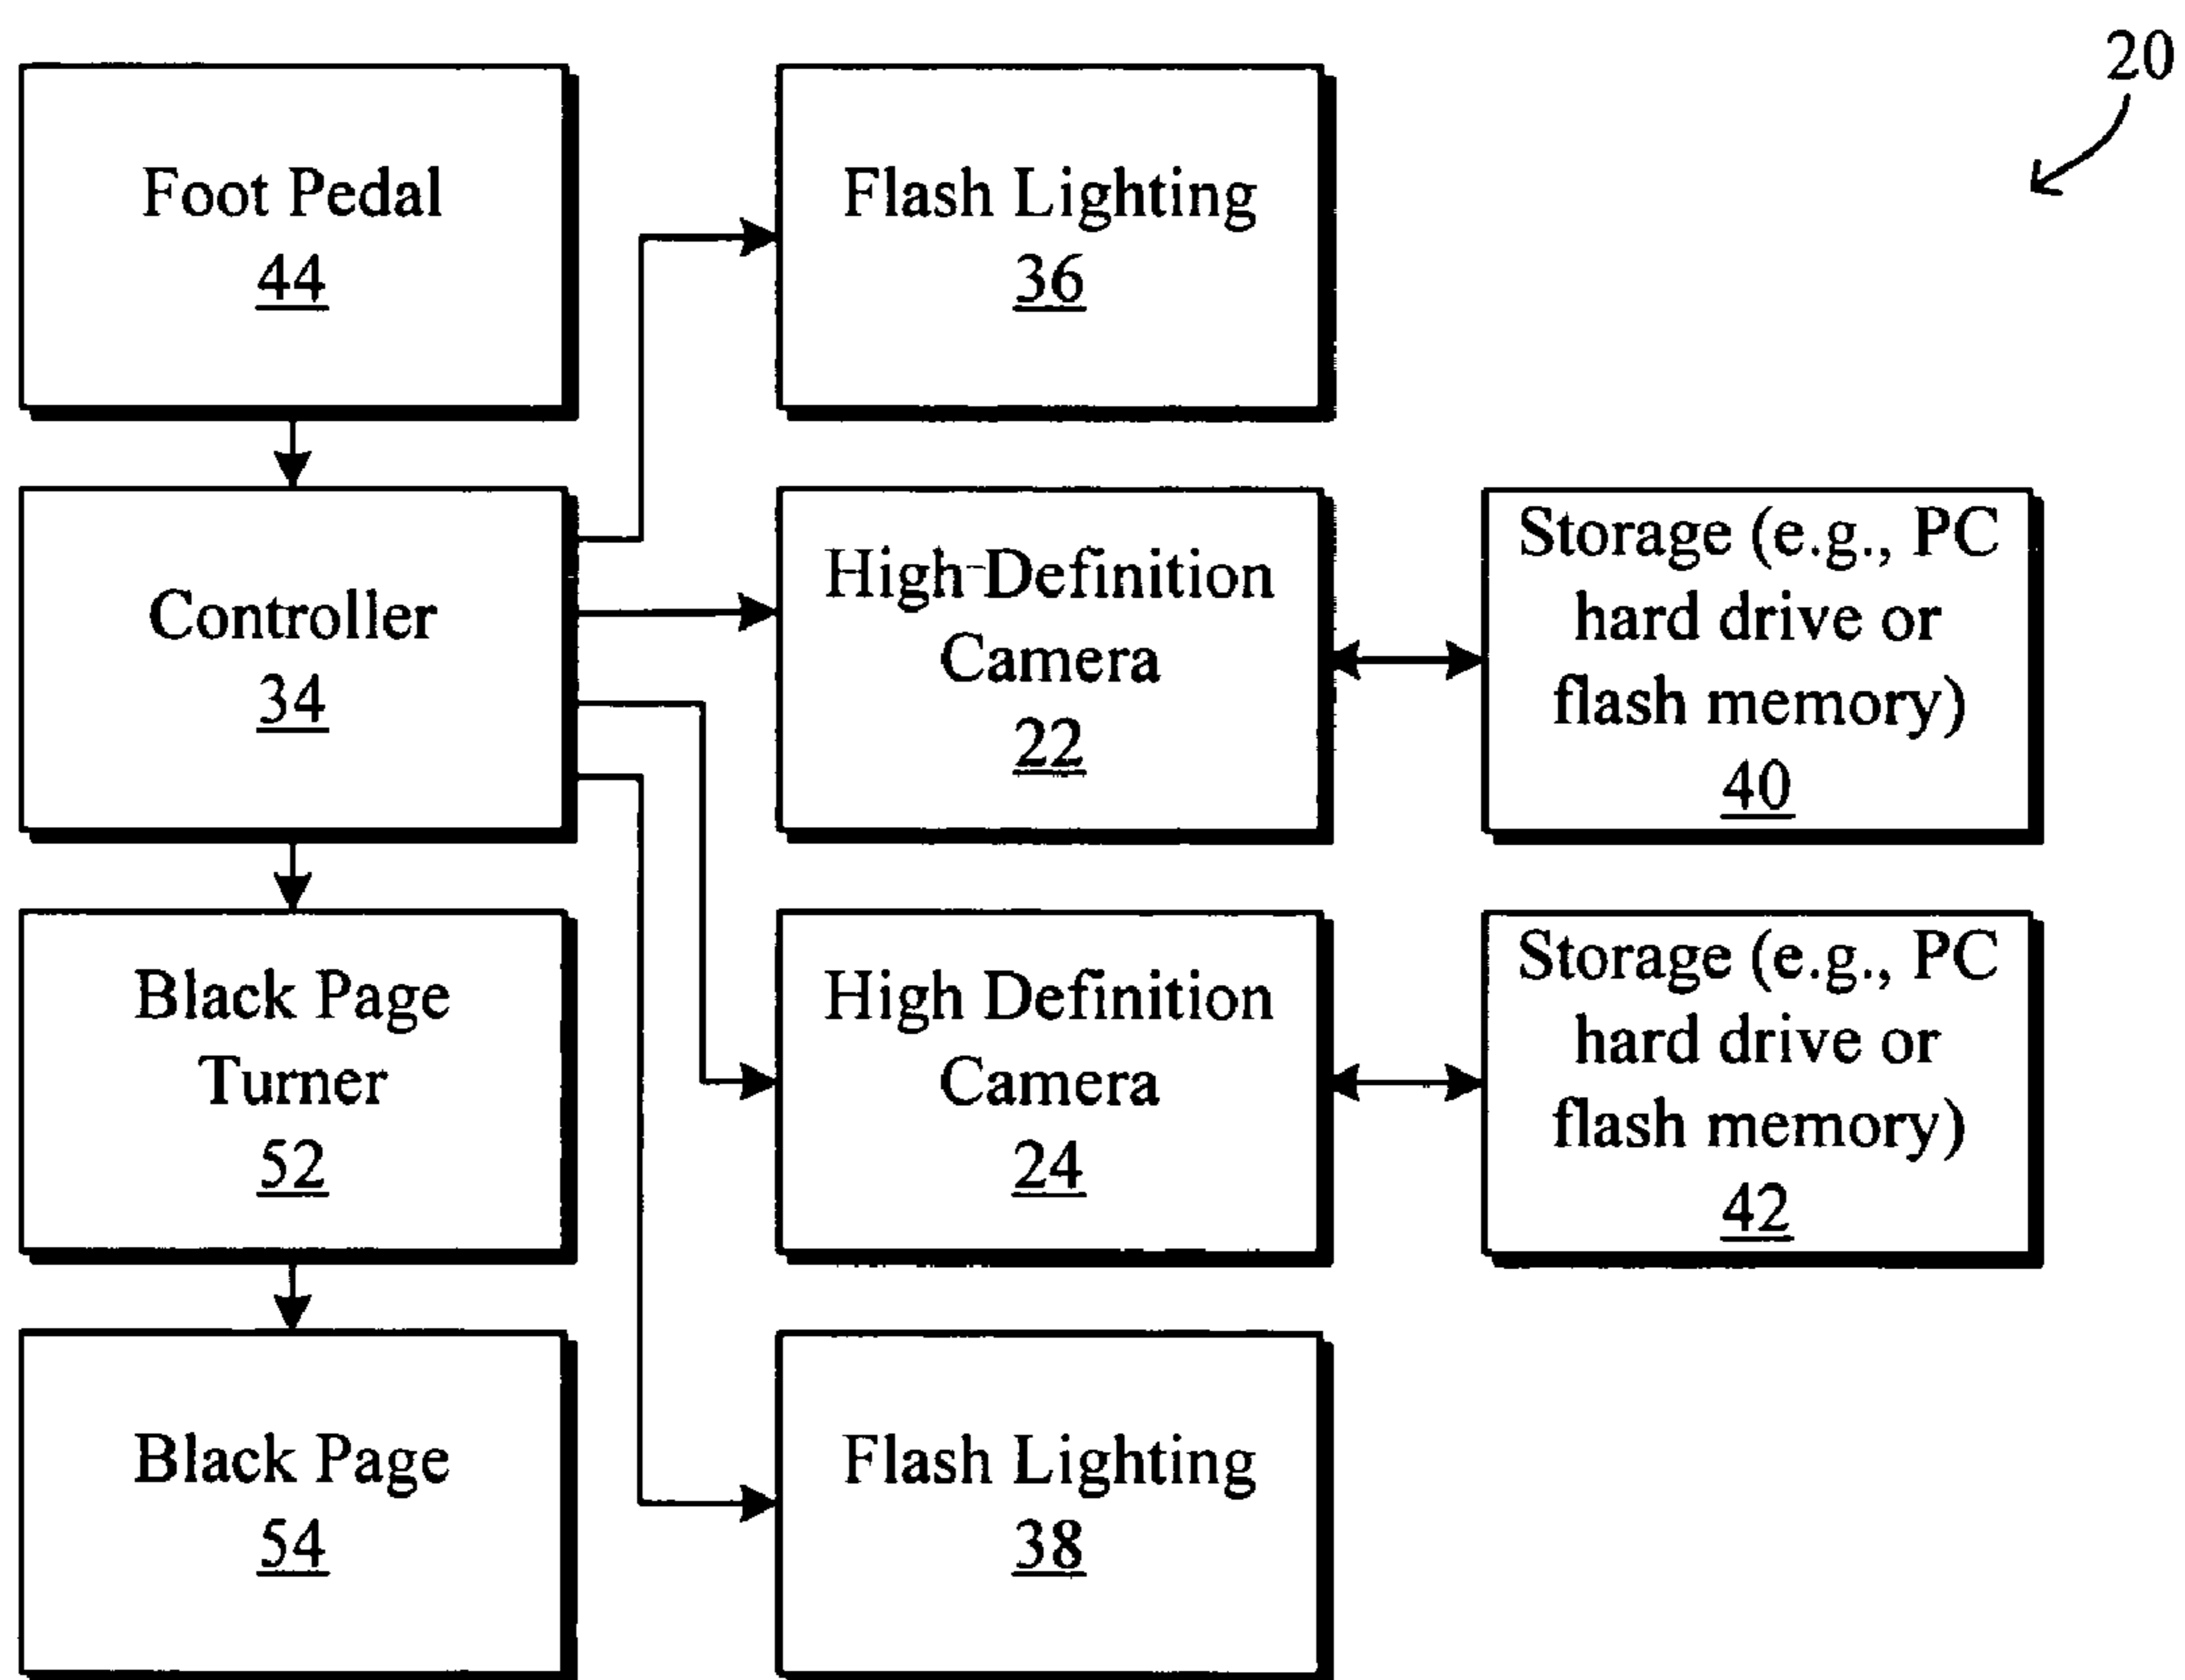 20
Foot Pedal
44
Flash Lighting
36
Controller
34
High-Definition
Camera
22
Storage (e.g., PC
hard drive or
flash memory)
40
Black Page
Turner
52
High Definition
Camera
24
Storage (e.g., PC
hard drive or
flash memory)
42
Black Page
54
Flash Lighting
38